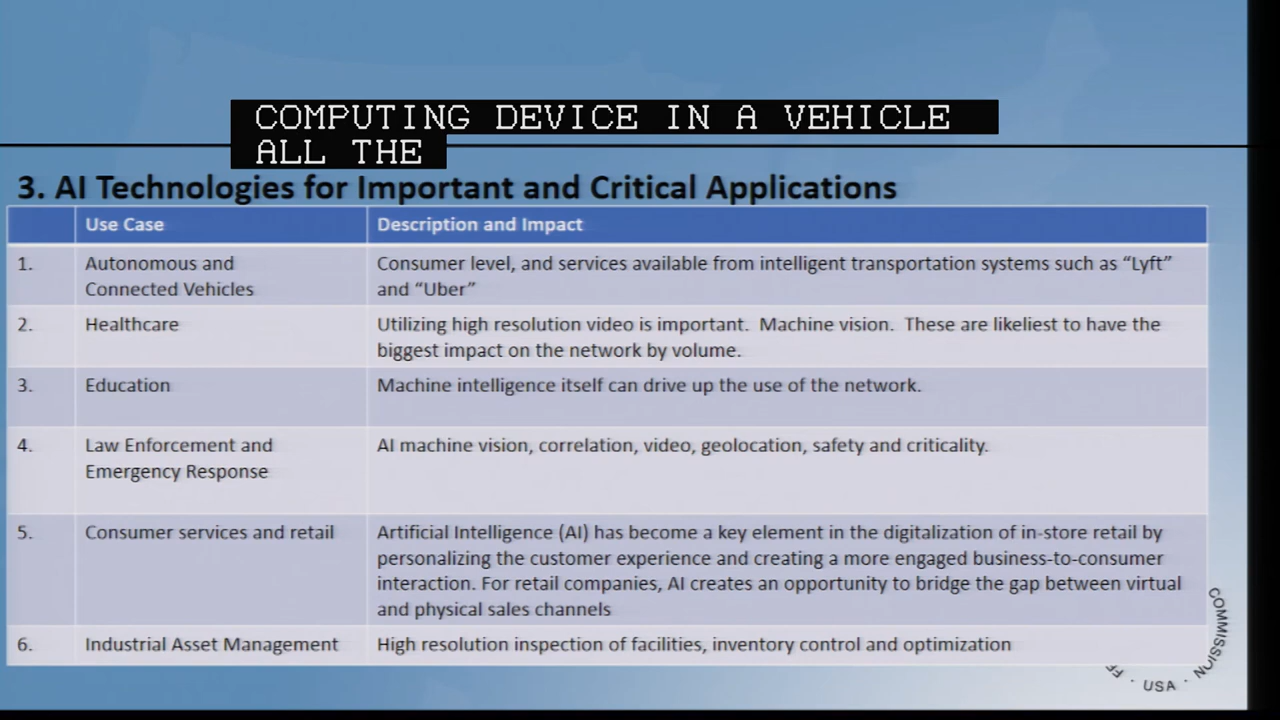 COMPUTING DEVICE IN A VEHICLE
ALL THE
3. AI Technologies for Important and Critical Applications
Use Case
Description and Impact
1.
Autonomous and
Connected Vehicles
Consumer level, and services available from intelligent transportation systems such as “Lyft”
and “Uber”
2.
Healthcare
Utilizing high resolution video is important.  Machine vision.  These are likeliest to have the
biggest impact on the network by volume.
3.
Education
Machine intelligence itself can drive up the use of the network.
4.
Law Enforcement and
Emergency Response
AI machine vision, correlation, video, geolocation, safety and criticality.
5.
Consumer services and retail
Artificial Intelligence (AI) has become a key element in the digitalization of in-store retail by
personalizing the customer experience and creating a more engaged business-to-consumer
interaction. For retail companies, AI creates an opportunity to bridge the gap between virtual
and physical sales channels
6.
Industrial Asset Management
High resolution inspection of facilities, inventory control and optimization
· USA · COMMISSION